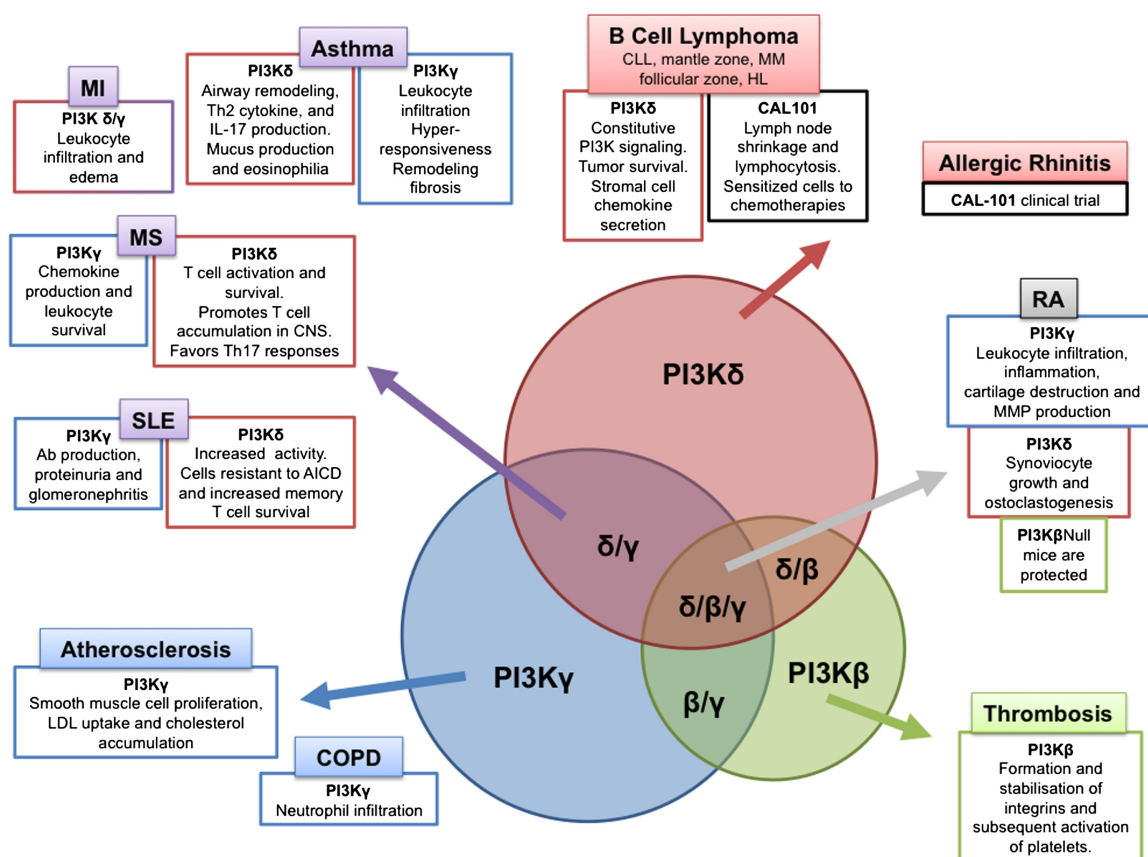 Asthma
PI3Kδ
Airway remodeling,
Th2 cytokine, and
IL-17 production.
Mucus production
and eosinophilia
PI3Kγ
Leukocyte
infiltration
Hyper-
responsiveness
Remodeling
fibrosis
MI
PI3K δ/γ
Leukocyte
infiltration and
edema
B Cell Lymphoma
CLL, mantle zone, MM
follicular zone, HL
PI3Kδ
Constitutive
PI3K signaling.
Tumor survival.
Stromal cell
chemokine
secretion
CAL101
Lymph node
shrinkage and
lymphocytosis.
Sensitized cells to
chemotherapies
Allergic Rhinitis
CAL-101 clinical trial
MS
PI3Kγ
Chemokine
production and
leukocyte
survival
PI3Kδ
T cell activation and
survival.
Promotes T cell
accumulation in CNS.
Favors Th17 responses
RA
PI3Kγ
Leukocyte infiltration,
inflammation,
cartilage destruction and
MMP production
PI3Kδ
Synoviocyte
growth and
ostoclastogenesis
PI3KβNull
mice are
protected
SLE
PI3Kγ
Ab production,
proteinuria and
glomeronephritis
PI3Kδ
Increased activity.
Cells resistant to AICD
and increased memory
T cell survival
PI3Kδ
δ/γ
δ/β
δ/β/γ
PI3Kγ
PI3Kβ
β/γ
Atherosclerosis
PI3Kγ
Smooth muscle cell proliferation,
LDL uptake and cholesterol
accumulation
COPD
PI3Kγ
Neutrophil infiltration
Thrombosis
PI3Kβ
Formation and
stabilisation of
integrins and
subsequent activation
of platelets.